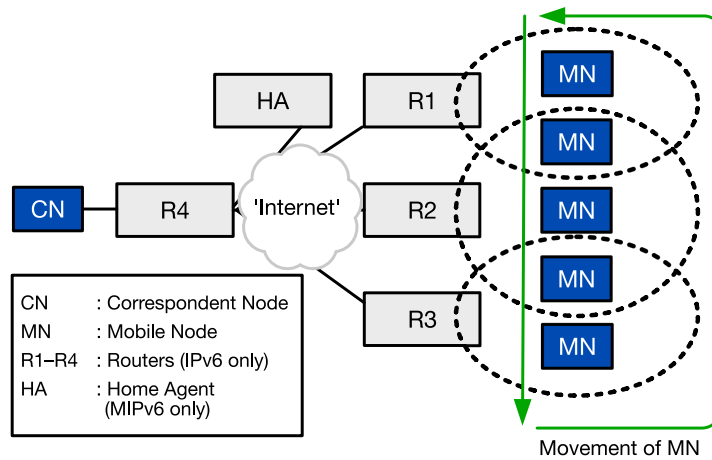 MN
HA
R1
MN
CN
R4
'Internet'
R2
MN
MN
R3
MN
CN : Correspondent Node
MN : Mobile Node
R1–R4 : Routers (IPv6 only)
HA : Home Agent
(MIPv6 only)
Movement of MN